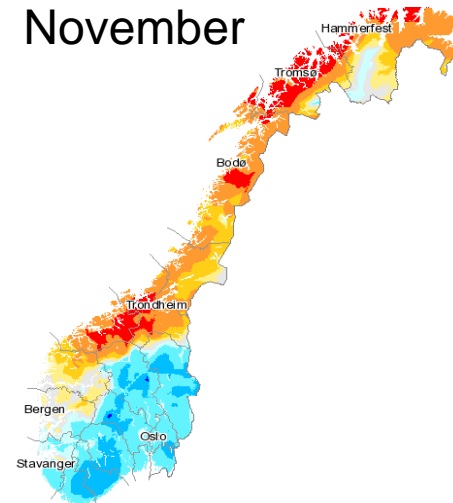 November
Hammerfest
Tromsø
Bodø
Trondheim
Bergen
Oslo
Stavanger